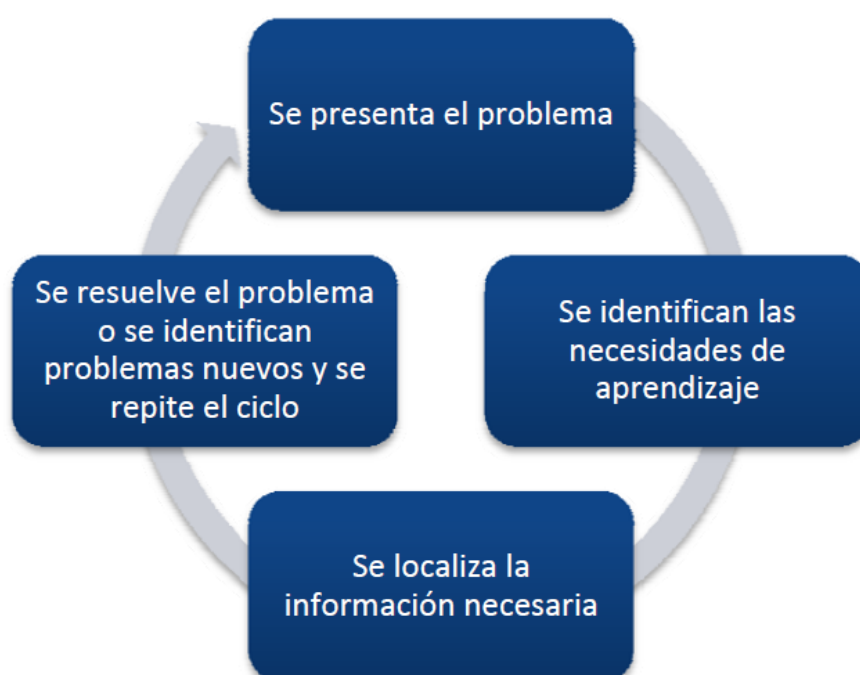 Se presenta el problema
Se identifican las
necesidades de
aprendizaje
Se localiza la
información necesaria
Se resuelve el problema
o se identifican
problemas nuevos y se
repite el ciclo